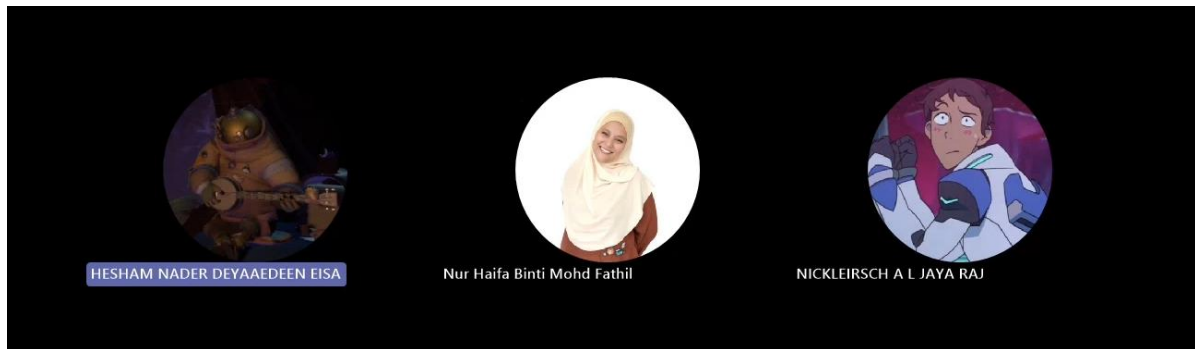 HESHAM NADER DEYAAEDEEN EISA
Nur Haifa Binti Mohd Fathil
NICKLEIRSCH A L JAYA RAJ